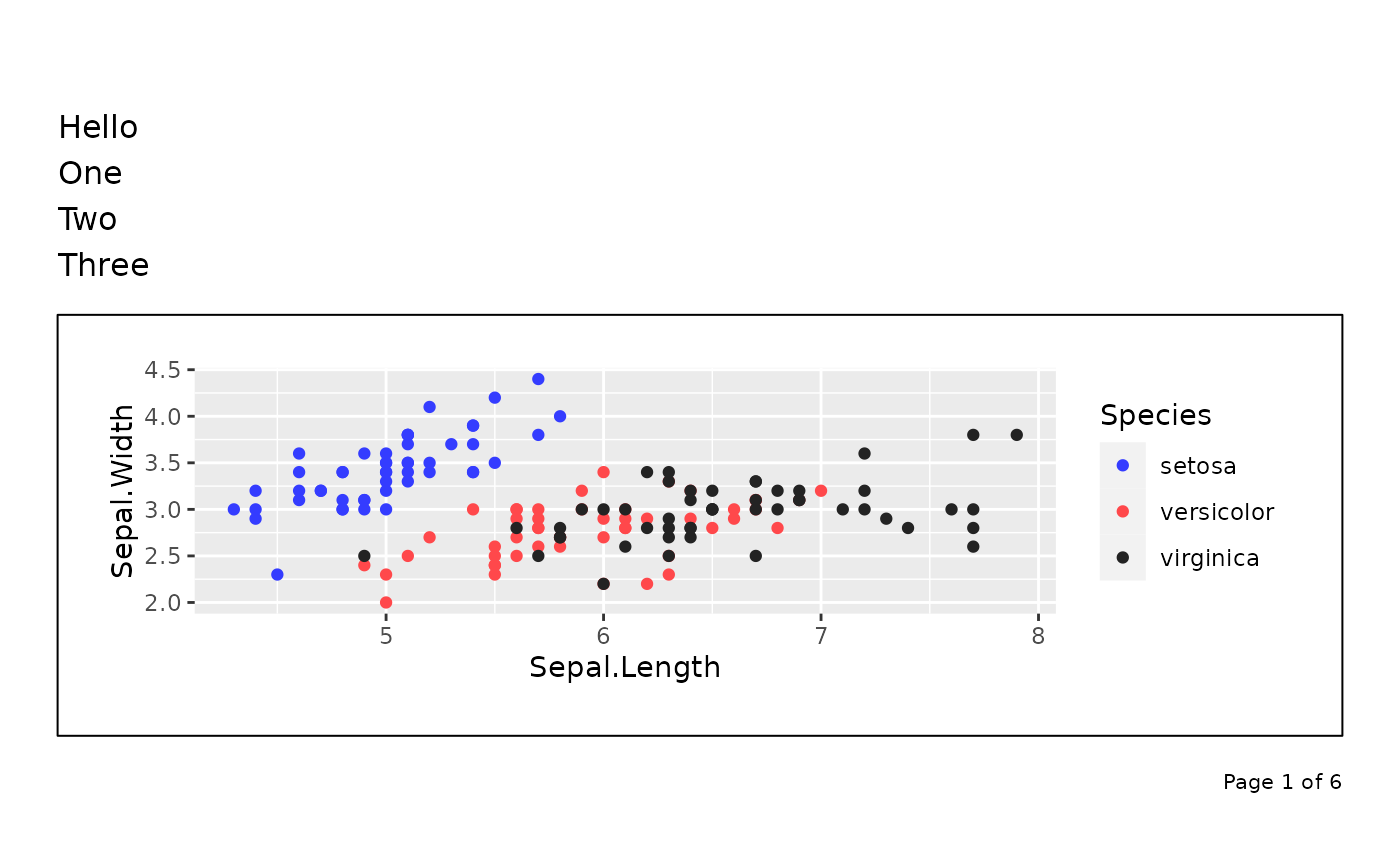 Hello
One
Two
Three
4.5
4.0
3.5
3.0
2.5
2.0
Sepal.Width
5 6 7 8
Sepal.Length
Species
setosa
versicolor
virginica
Page 1 of 6